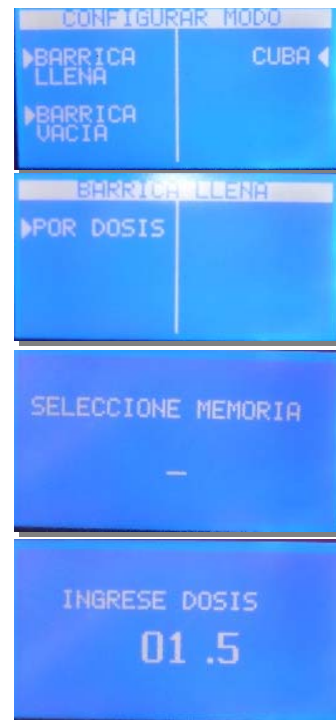 CONFIGURAR MODO
BARRICA LLENA
CUBA
BARRICA VACIA
BARRICA LLENA
POR DOSIS
SELECCIONE MEMORIA
_
INGRESE DOSIS
01 .5